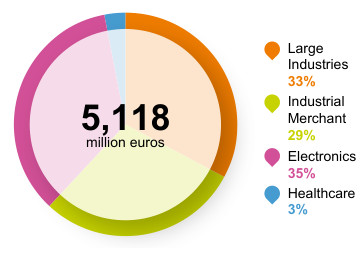 5,118
million euros
Large
Industries
33%
Industrial
Merchant
29%
Electronics
35%
Healthcare
3%